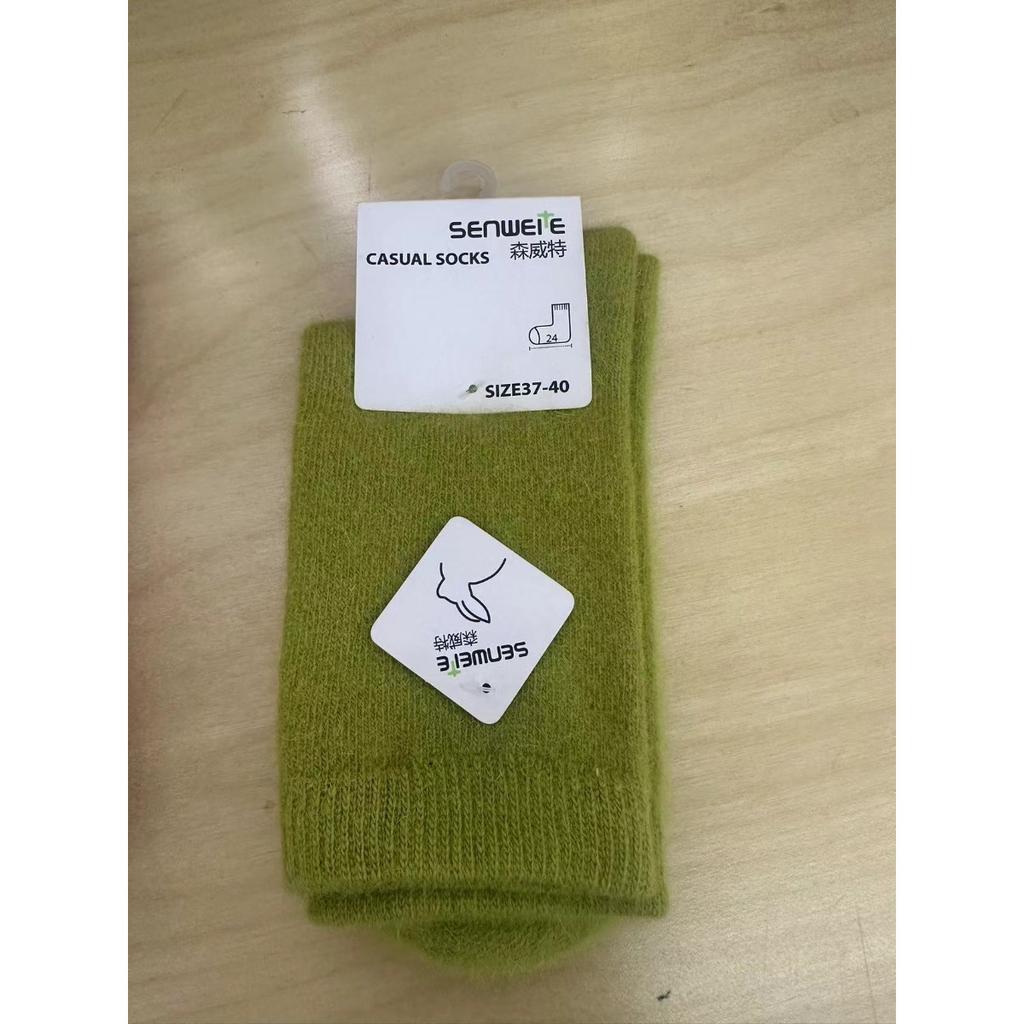 SENWEITE
CASUAL SOCKS 森威特
24
SIZE37-40
森威特
SENWEITE